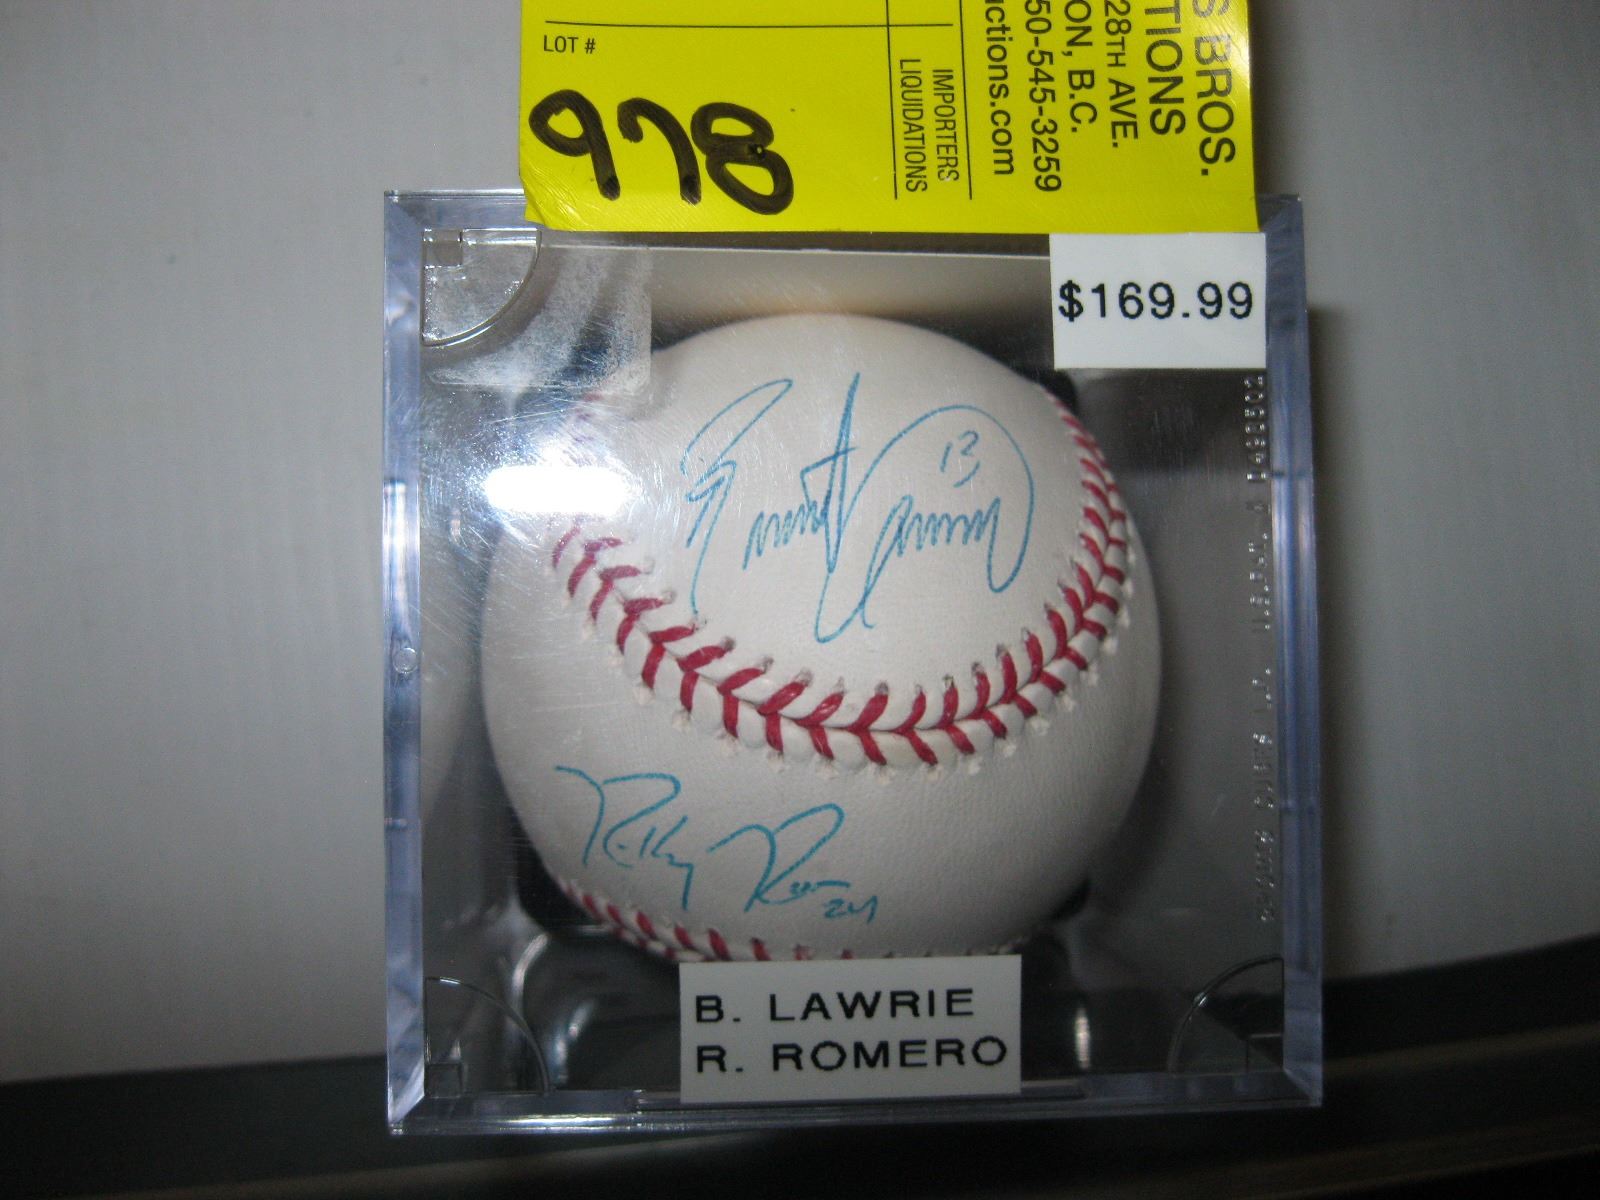 LOT #
978
IMPORTERS
LIQUIDATIONS
S BROS.
TIONS
28TH AVE.
ON, B.C.
50-545-3259
uctions.com
$169.99
13
24
B. LAWRIE
R. ROMERO